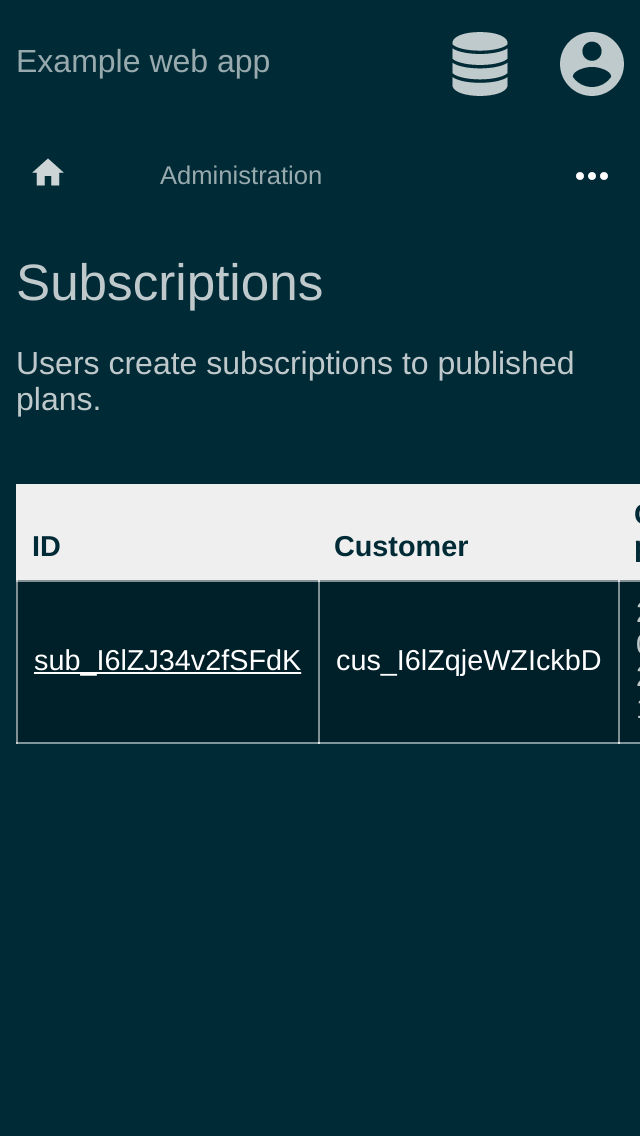 Example web app
Administration
Subscriptions
Users create subscriptions to published
plans.
ID Customer
sub_I6lZJ34v2fSFdK cus_I6lZqjeWZIckbD